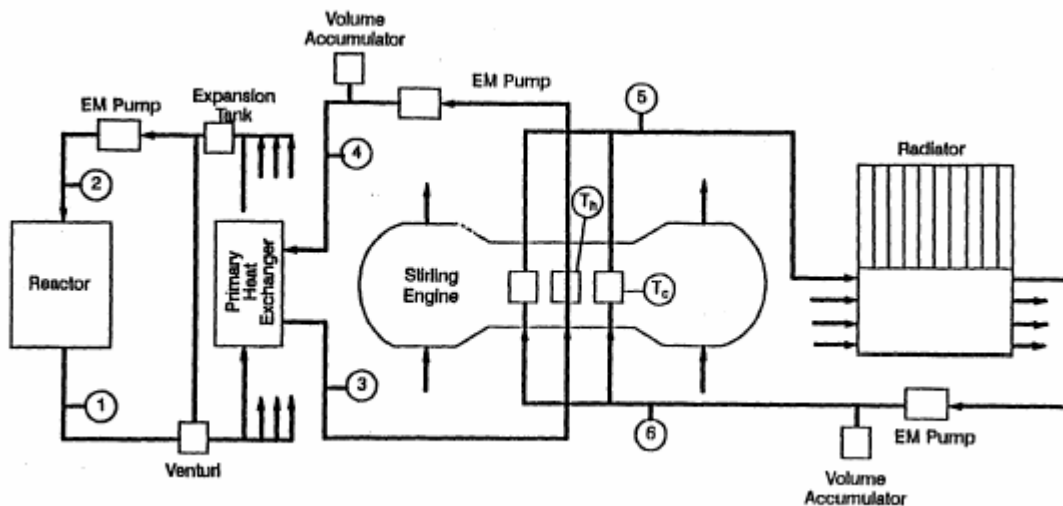 Volume
Accumulator
EM Pump
Expansion
Tank
EM Pump
5
4
Radiator
2
Th
Reactor
Primary
Heat
Exchanger
Stirling
Engine
Tc
3
1
6
EM Pump
Venturi
Volume
Accumulator